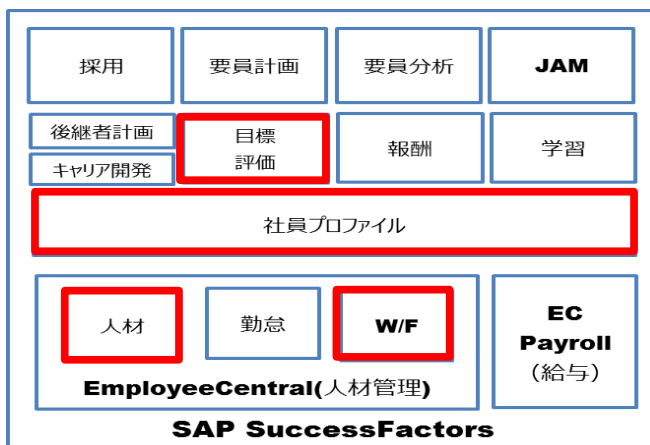 採用
要員計画
要員分析
JAM
後継者計画
キャリア開発
目標
評価
報酬
学習
社員プロファイル
人材
勤怠
W/F
EmployeeCentral(人材管理)
EC
Payroll
（給与）
SAP SuccessFactors